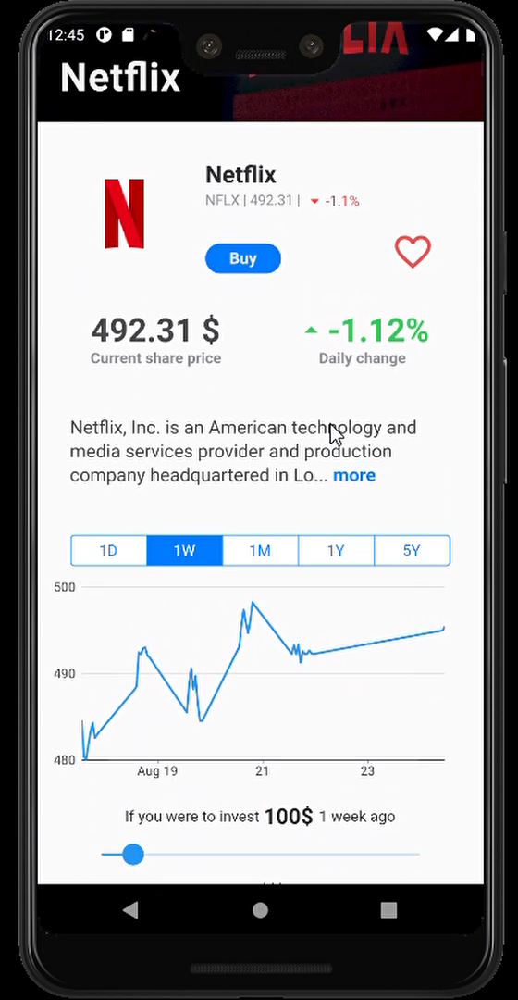 12:45
Netflix
Netflix
NFLX | 492.31 | -1.1%
Buy
492.31 $ -1.12%
Current share price Daily change
Netflix, Inc. is an American technology and
media services provider and production
company headquartered in Lo... more
1D 1W 1M 1Y 5Y
500
490
480
Aug 19 21 23
If you were to invest 100$ 1 week ago